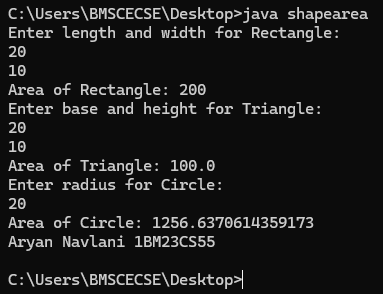 C:\Users\BMSCECSE\Desktop>java shapearea
Enter length and width for Rectangle:
20
10
Area of Rectangle: 200
Enter base and height for Triangle:
20
10
Area of Triangle: 100.0
Enter radius for Circle:
20
Area of Circle: 1256.6370614359173
Aryan Navlani 1BM23CS55
C:\Users\BMSCECSE\Desktop>